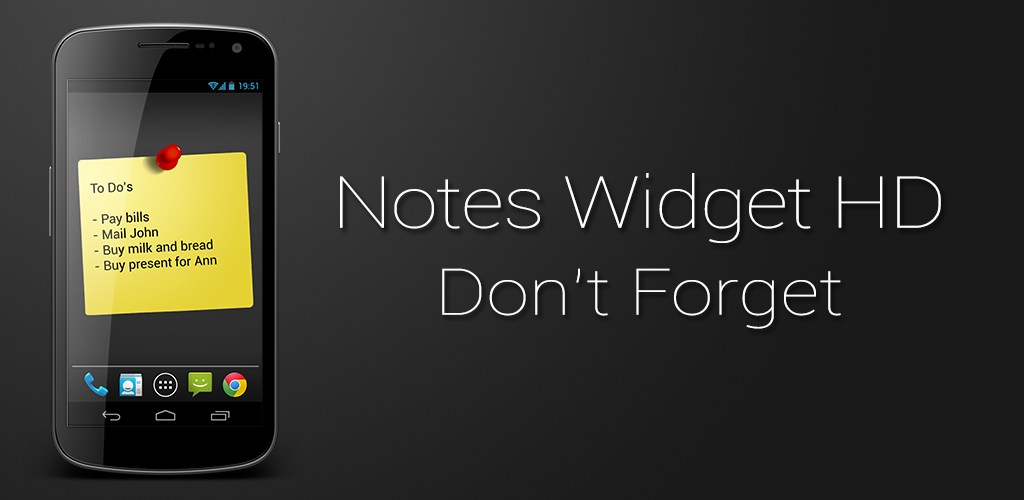 19:51
To Do's
- Pay bills
- Mail John
- Buy milk and bread
- Buy present for Ann
Notes Widget HD
Don't Forget